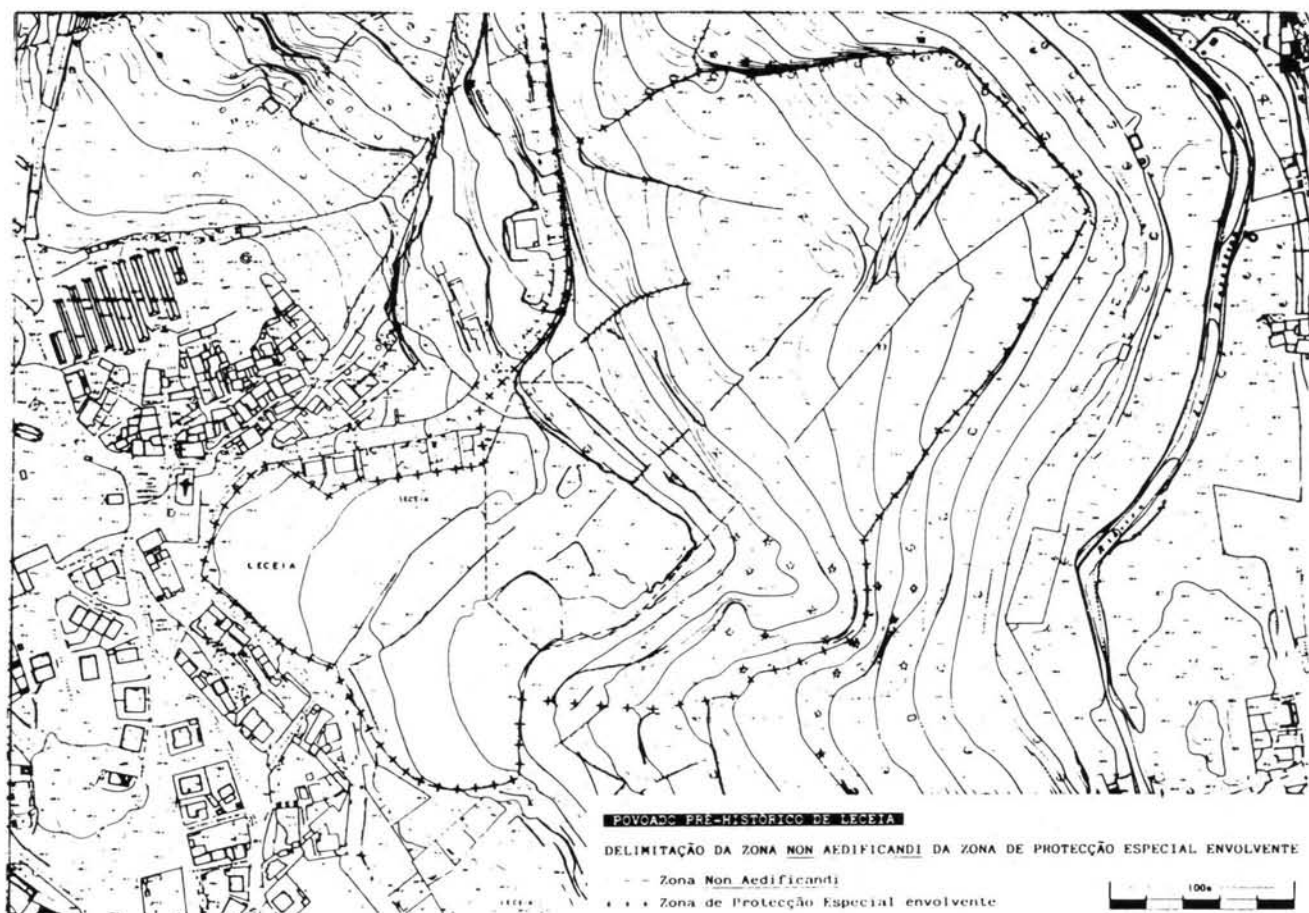 LECEIA
LECEIA
POVOADO PRÉ-HISTÓRICO DE LECEIA
DELIMITAÇÃO DA ZONA NON AEDIFICANDI DA ZONA DE PROTECÇÃO ESPECIAL ENVOLVENTE
Zona Non Aedificandi
Zona de Protecção Especial envolvente
LECEIA
100m